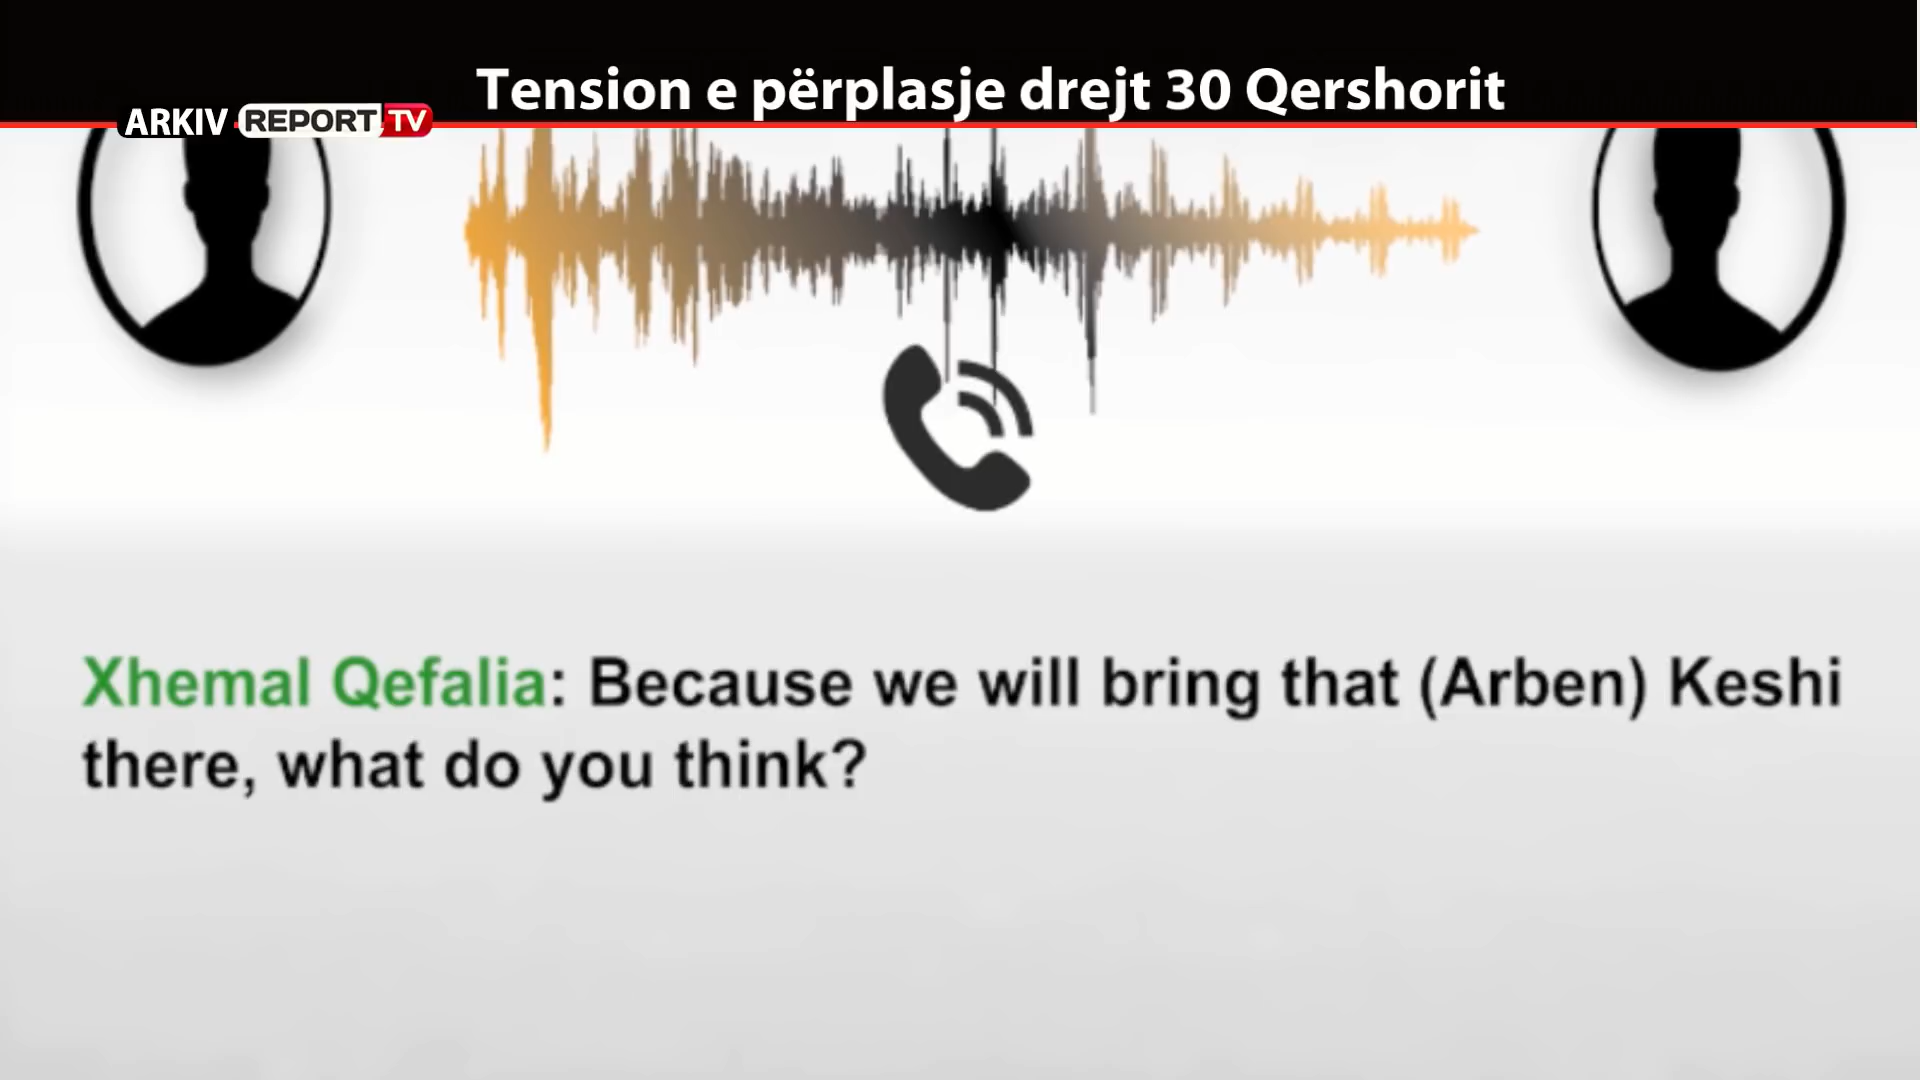 Tension e përplasje drejt 30 Qershorit
ARKIV REPORT TV
Xhemal Qefalia: Because we will bring that (Arben) Keshi
there, what do you think?